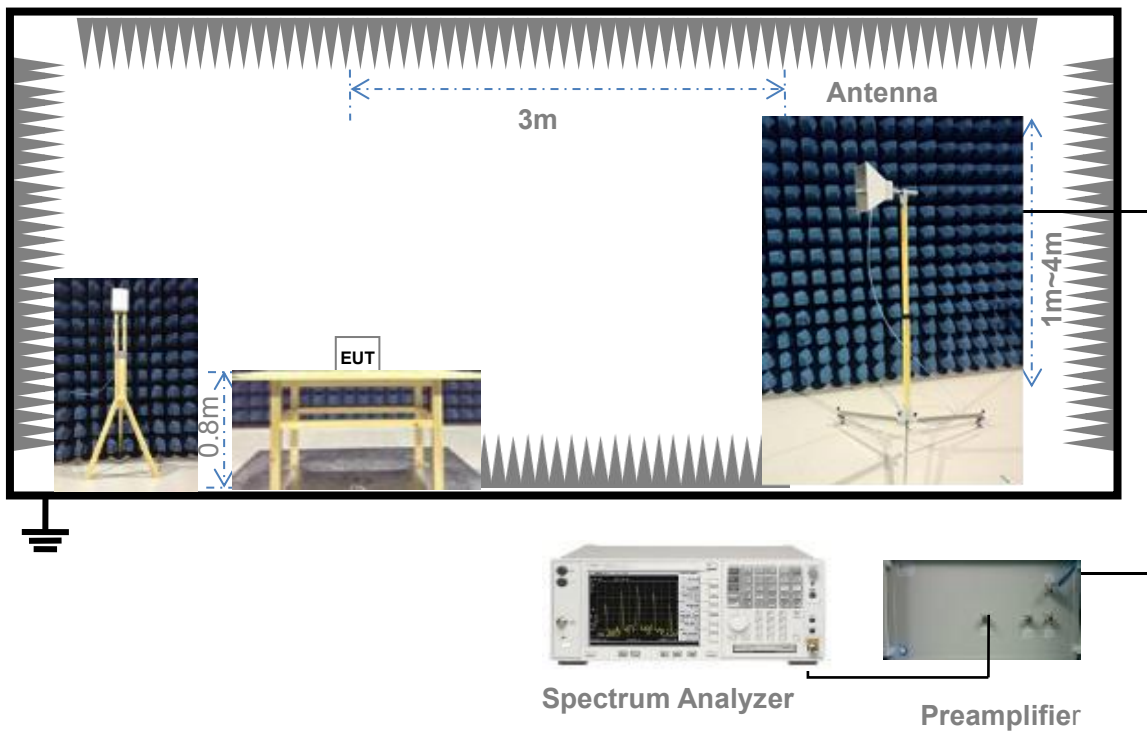 Antenna
3m
1m~4m
EUT
0.8m
Spectrum Analyzer
Preamplifier